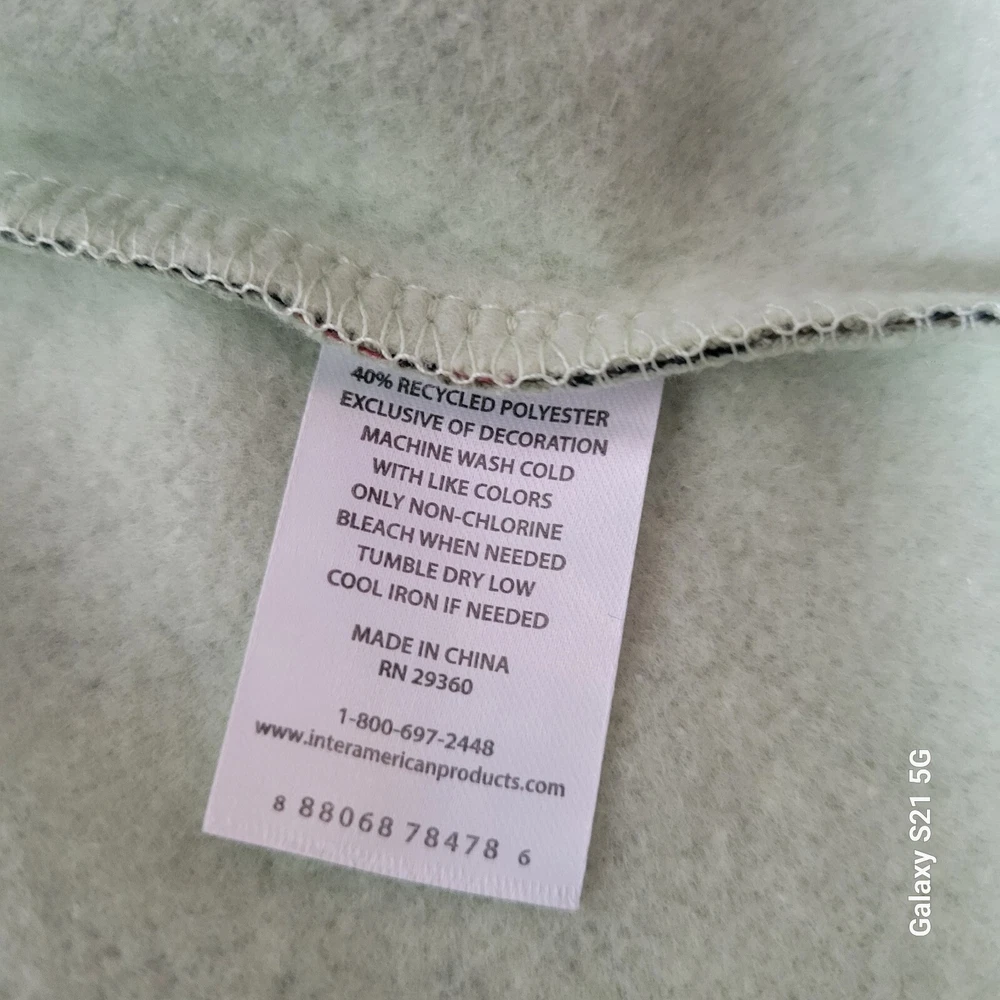 40% RECYCLED POLYESTER
EXCLUSIVE OF DECORATION
MACHINE WASH COLD
WITH LIKE COLORS
ONLY NON-CHLORINE
BLEACH WHEN NEEDED
TUMBLE DRY LOW
COOL IRON IF NEEDED
MADE IN CHINA
RN 29360
1-800-697-2448
www.interamericanproducts.com
8 88068 78478 6
Galaxy S21 5G